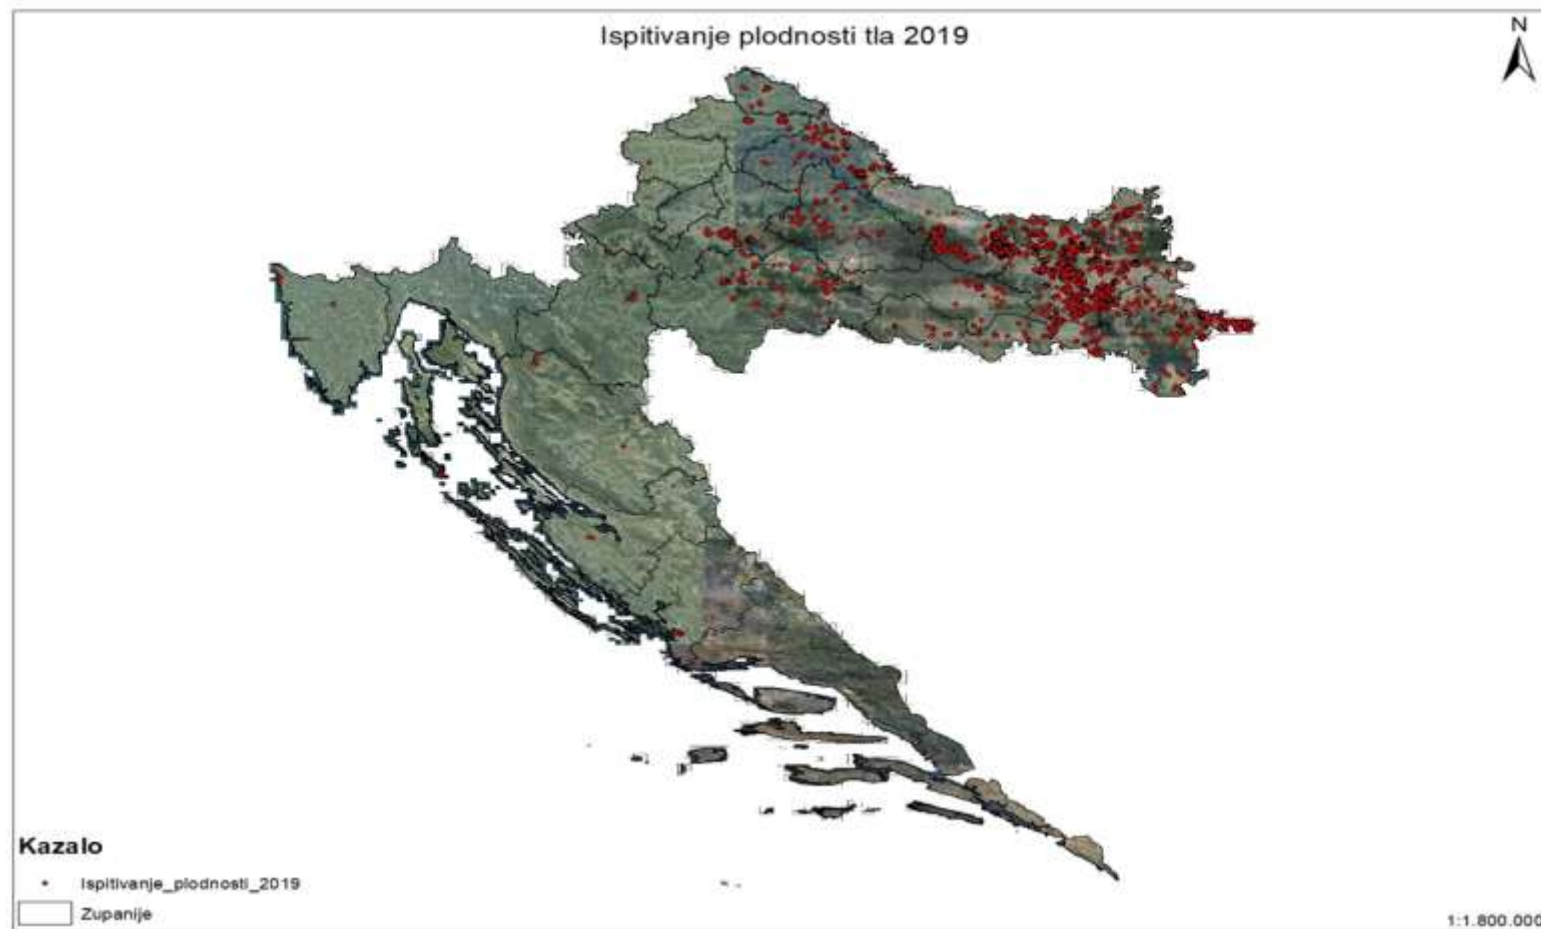 Ispitivanje plodnosti tla 2019
N
Kazalo
Ispitivanje_plodnosti_2019
Zupanije
1:1.800.000